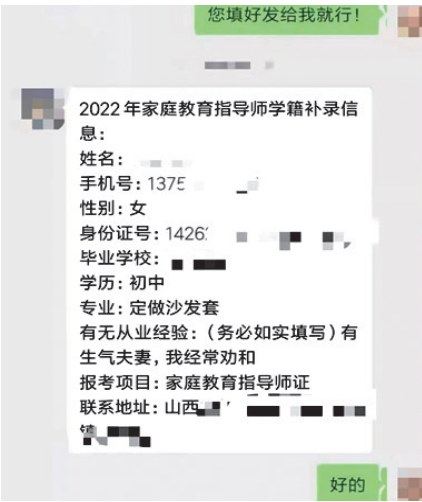 您填好发给我就行！
2022年家庭教育指导师学籍补录信
息：
姓名：
手机号：1375
性别：女
身份证号：1426
毕业学校：
学历：初中
专业：定做沙发套
有无从业经验：（务必如实填写）有
生气夫妻，我经常劝和
报考项目：家庭教育指导师证
联系地址：山西
镇
好的